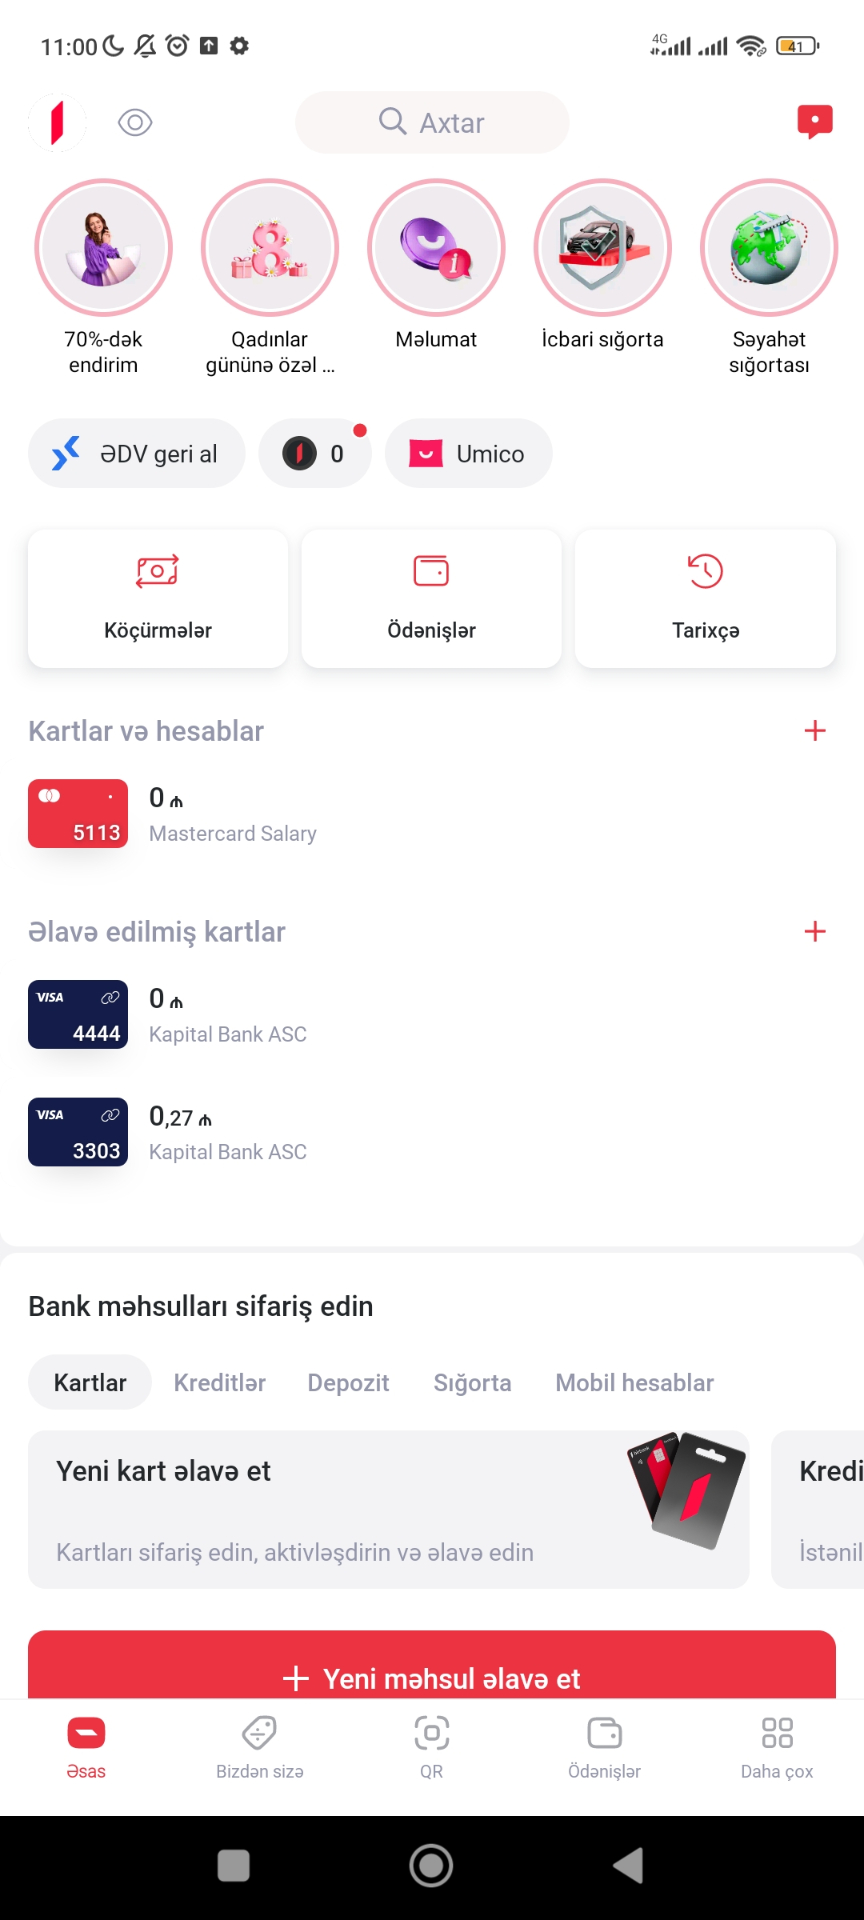 11:00
4G
41
Axtar
70%-dək
endirim
Qadınlar
gününə özəl ...
Məlumat
İcbari sığorta
Səyahət
sığortası
ƏDV geri al
0
Umico
Köçürmələr
Ödənişlər
Tarixçə
Kartlar və hesablar
5113
0 ₼
Mastercard Salary
Əlavə edilmiş kartlar
VISA
4444
0 ₼
Kapital Bank ASC
VISA
3303
0,27 ₼
Kapital Bank ASC
Bank məhsulları sifariş edin
Kartlar
Kreditlər
Depozit
Sığorta
Mobil hesablar
Yeni kart əlavə et
Kartları sifariş edin, aktivləşdirin və əlavə edin
Kredi
İstənil
Yeni məhsul əlavə et
Əsas
Bizdən sizə
QR
Ödənişlər
Daha çox